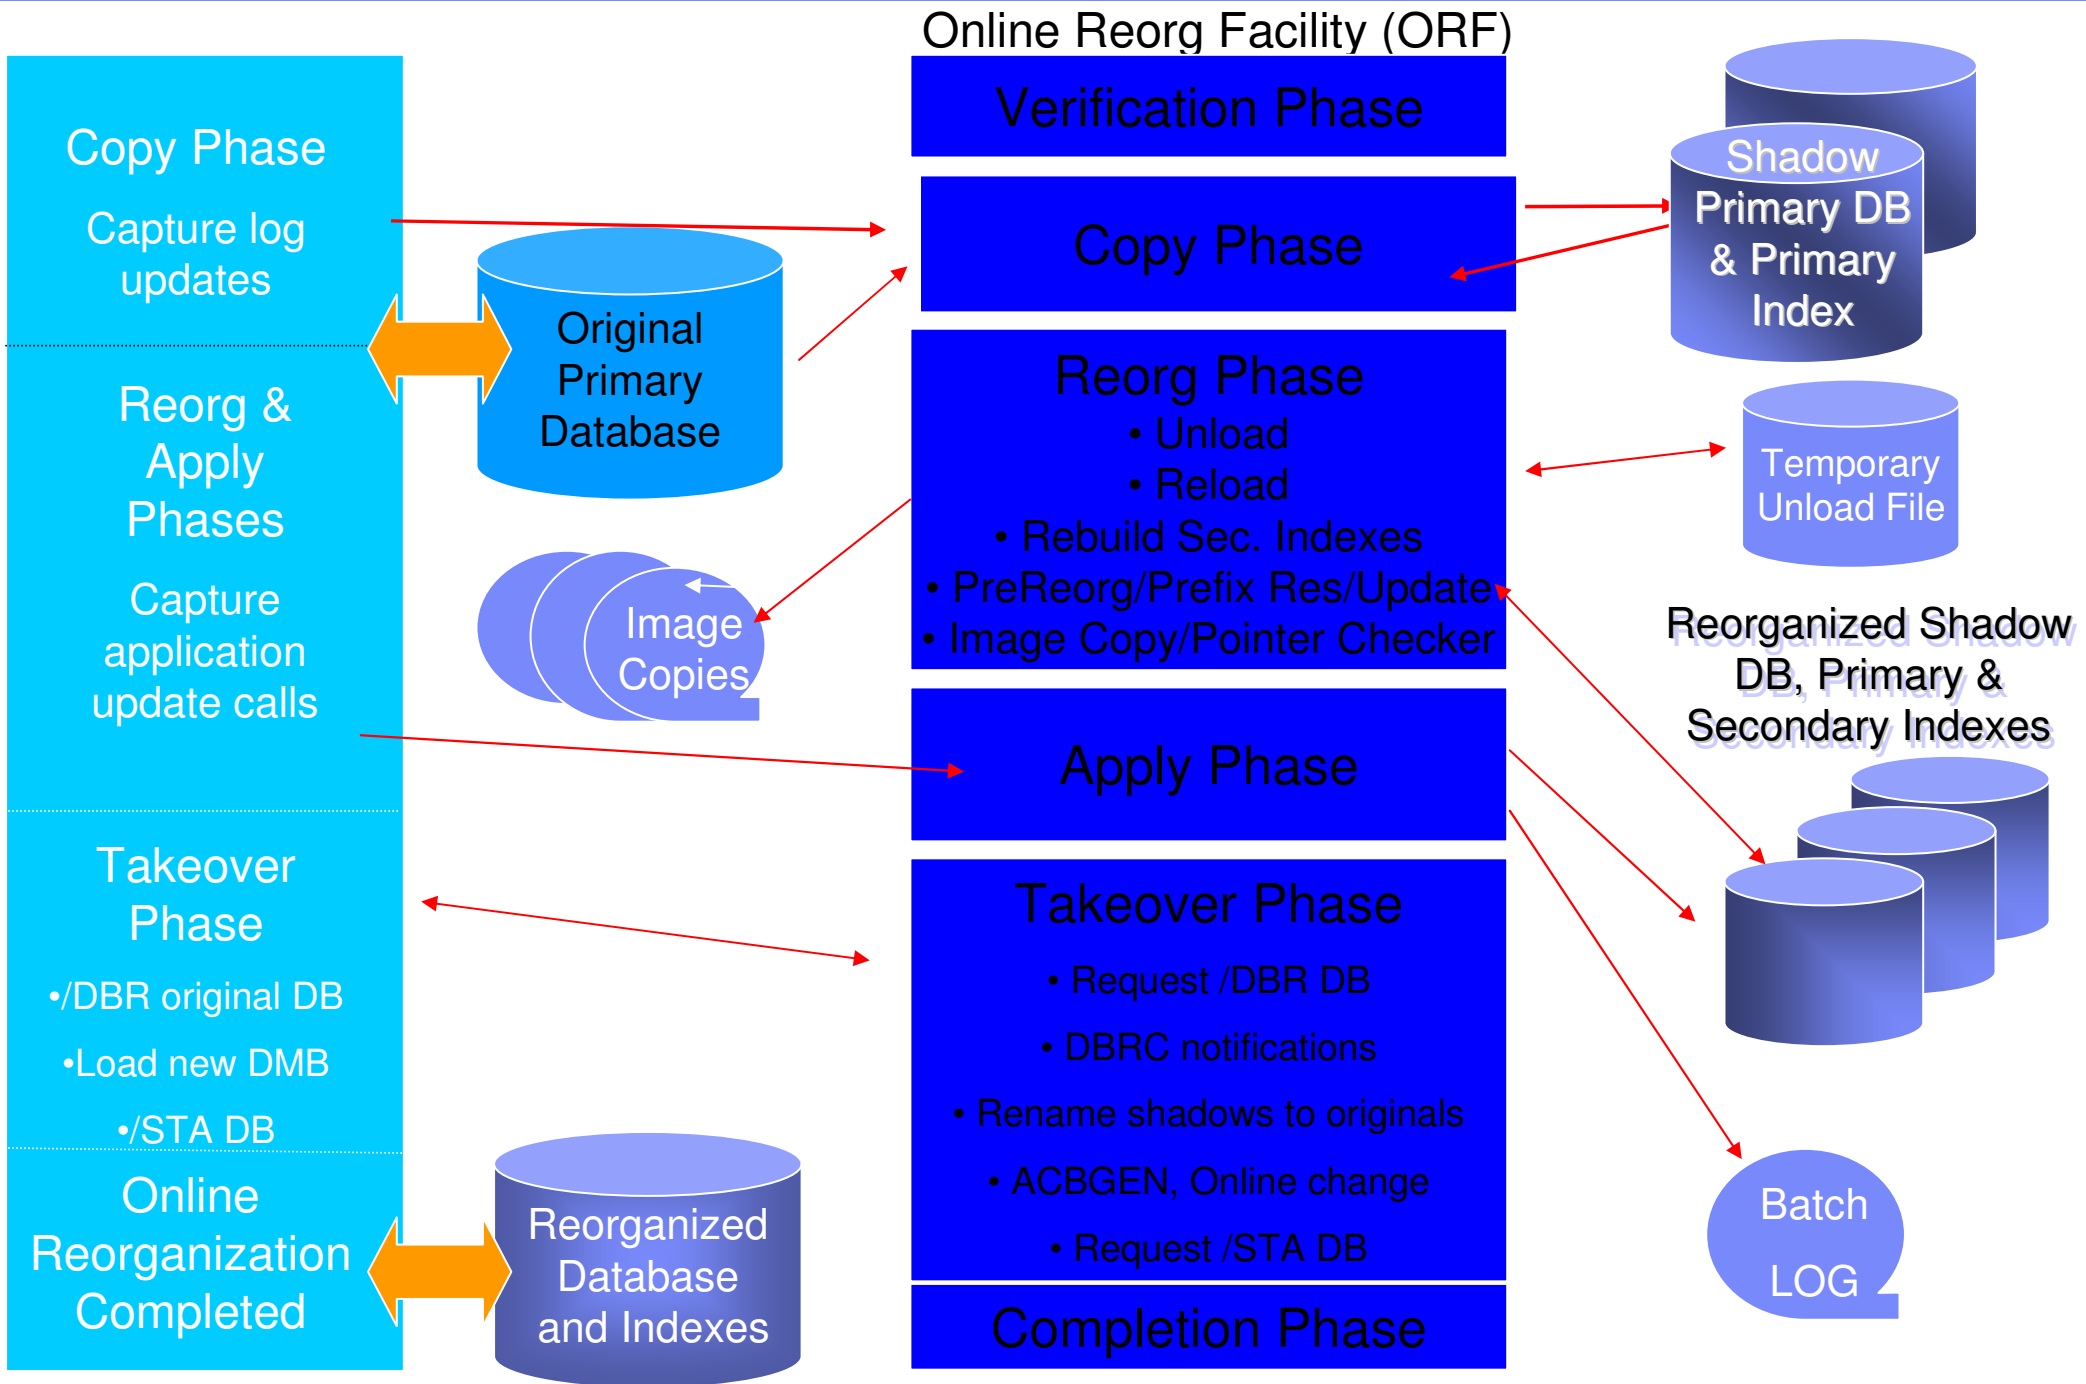 Online Reorg Facility (ORF)
Copy Phase
Capture log
updates
Reorg &
Apply
Phases
Capture
application
update calls
Takeover
Phase
•/DBR original DB
•Load new DMB
•/STA DB
Online
Reorganization
Completed
Original
Primary
Database
Image
Copies
Reorganized
Database
and Indexes
Verification Phase
Copy Phase
Reorg Phase
• Unload
• Reload
• Rebuild Sec. Indexes
• PreReorg/Prefix Res/Update
• Image Copy/Pointer Checker
Apply Phase
Takeover Phase
• Request /DBR DB
• DBRC notifications
• Rename shadows to originals
• ACBGEN, Online change
• Request /STA DB
Completion Phase
Shadow
Primary DB
& Primary
Index
Temporary
Unload File
Reorganized Shadow
DB, Primary &
Secondary Indexes
Batch
LOG